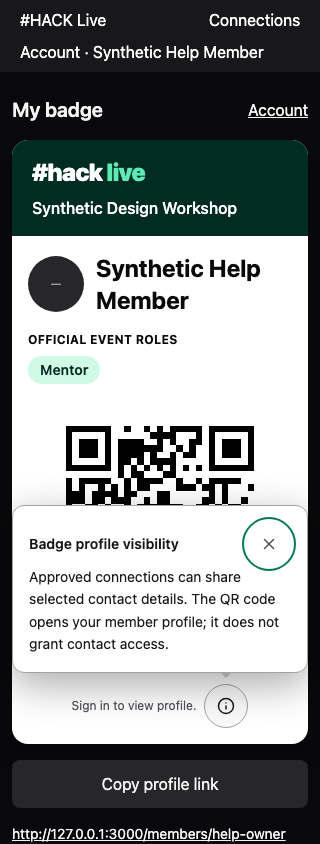 #HACK Live
Connections
Account · Synthetic Help Member
My badge
Account
#hack live
Synthetic Design Workshop
Synthetic Help
Member
OFFICIAL EVENT ROLES
Mentor
Badge profile visibility
Approved connections can share
selected contact details. The QR code
opens your member profile; it does not
grant contact access.
Sign in to view profile.
Copy profile link
http://127.0.0.1:3000/members/help-owner